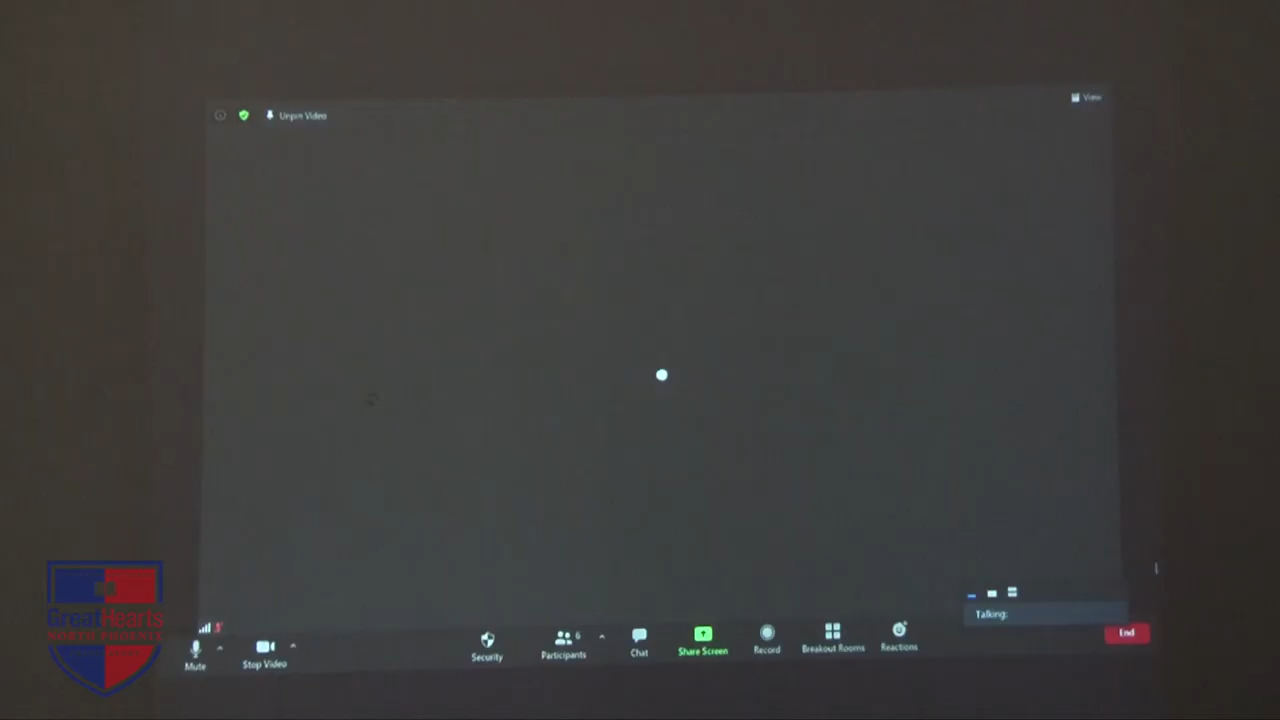 Unpin Video
View
Talking:
End
Mute
Stop Video
Security
Participants
6
Chat
Share Screen
Record
Breakout Rooms
Reactions
GreatHearts
NORTH PHOENIX